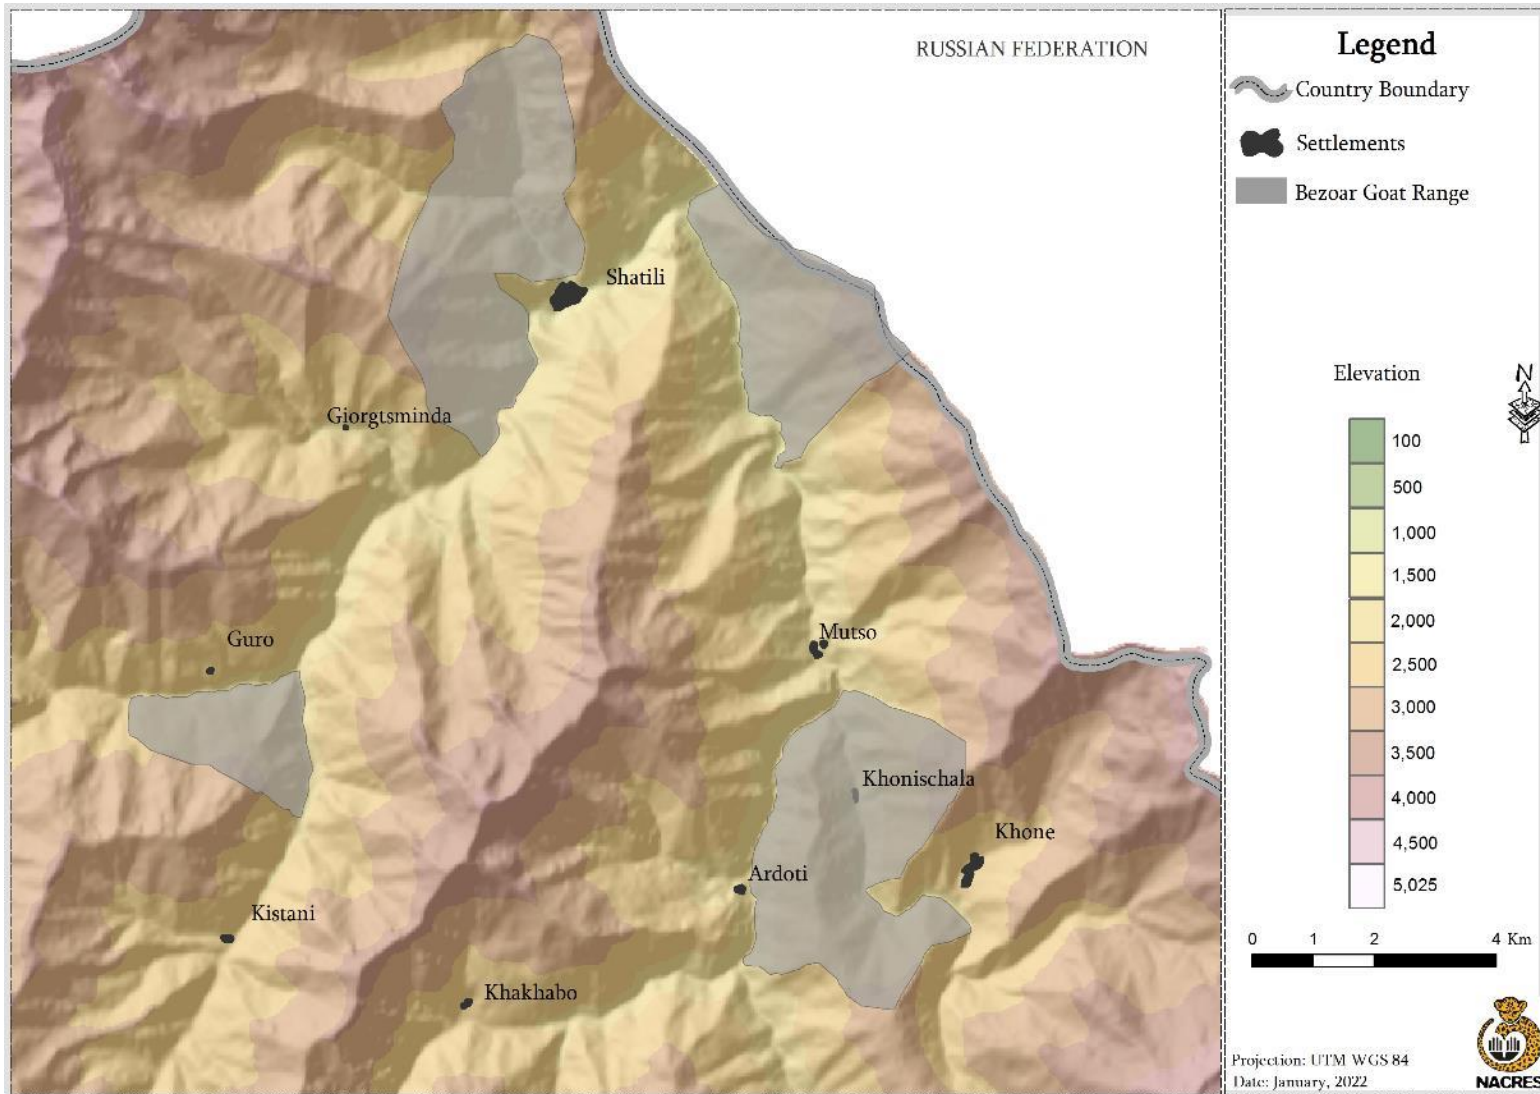 RUSSIAN FEDERATION
Shatili
Giorgtsminda
Guro
Mutso
Khonischala
Khone
Ardoti
Kistani
Khakhabo
Legend
Country Boundary
Settlements
Bezoar Goat Range
Elevation
N
100
500
1,000
1,500
2,000
2,500
3,000
3,500
4,000
4,500
5,025
0 1 2 4 Km
Projection: UTM WGS 84
Date: January, 2022
NACRES